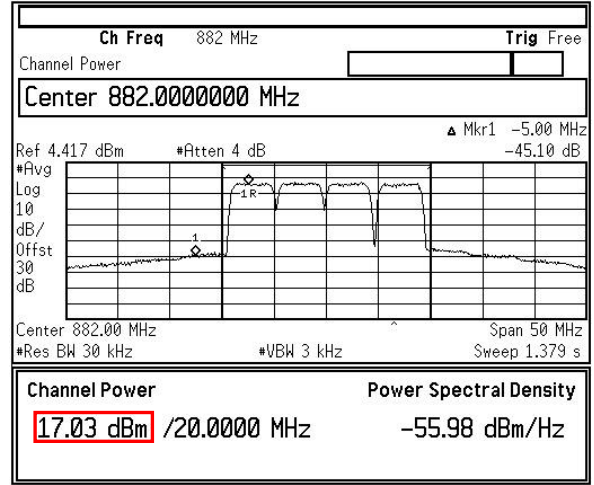 Ch Freq 882 MHz Trig Free
Channel Power
Center 882.0000000 MHz
Δ Mkr1 -5.00 MHz
Ref 4.417 dBm #Atten 4 dB -45.10 dB
#Avg
Log
10
dB/
Offst
30
dB
1R
1
Center 882.00 MHz Span 50 MHz
#Res BW 30 kHz #VBW 3 kHz Sweep 1.379 s
Channel Power Power Spectral Density
17.03 dBm /20.0000 MHz -55.98 dBm/Hz